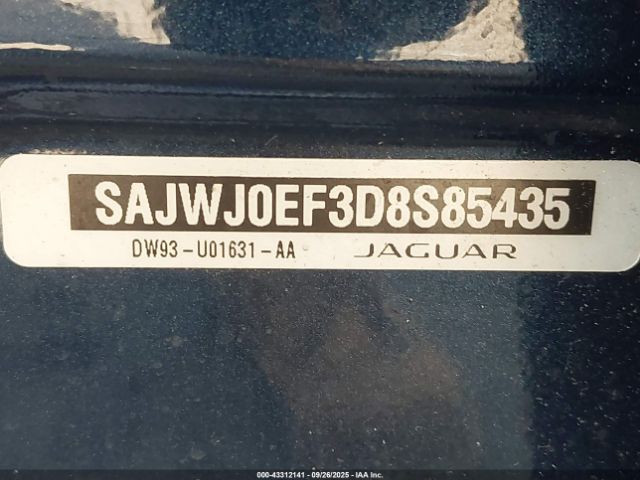 SAJWJ0EF3D8S85435
DW93-U01631-AA JAGUAR
000-43312141 - 09/26/2025 - IAA Inc.